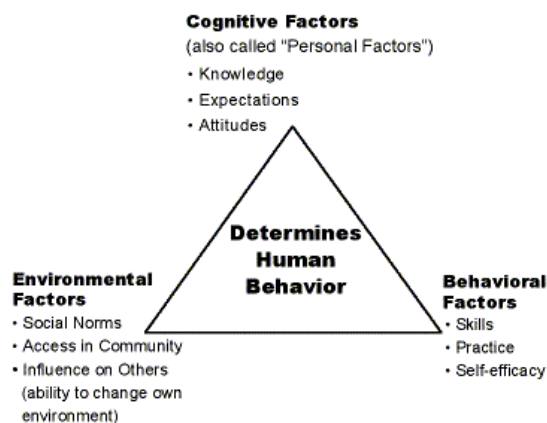 Cognitive Factors
(also called "Personal Factors")
• Knowledge
• Expectations
• Attitudes
Determines
Human
Behavior
Environmental
Factors
• Social Norms
• Access in Community
• Influence on Others
(ability to change own
environment)
Behavioral
Factors
• Skills
• Practice
• Self-efficacy